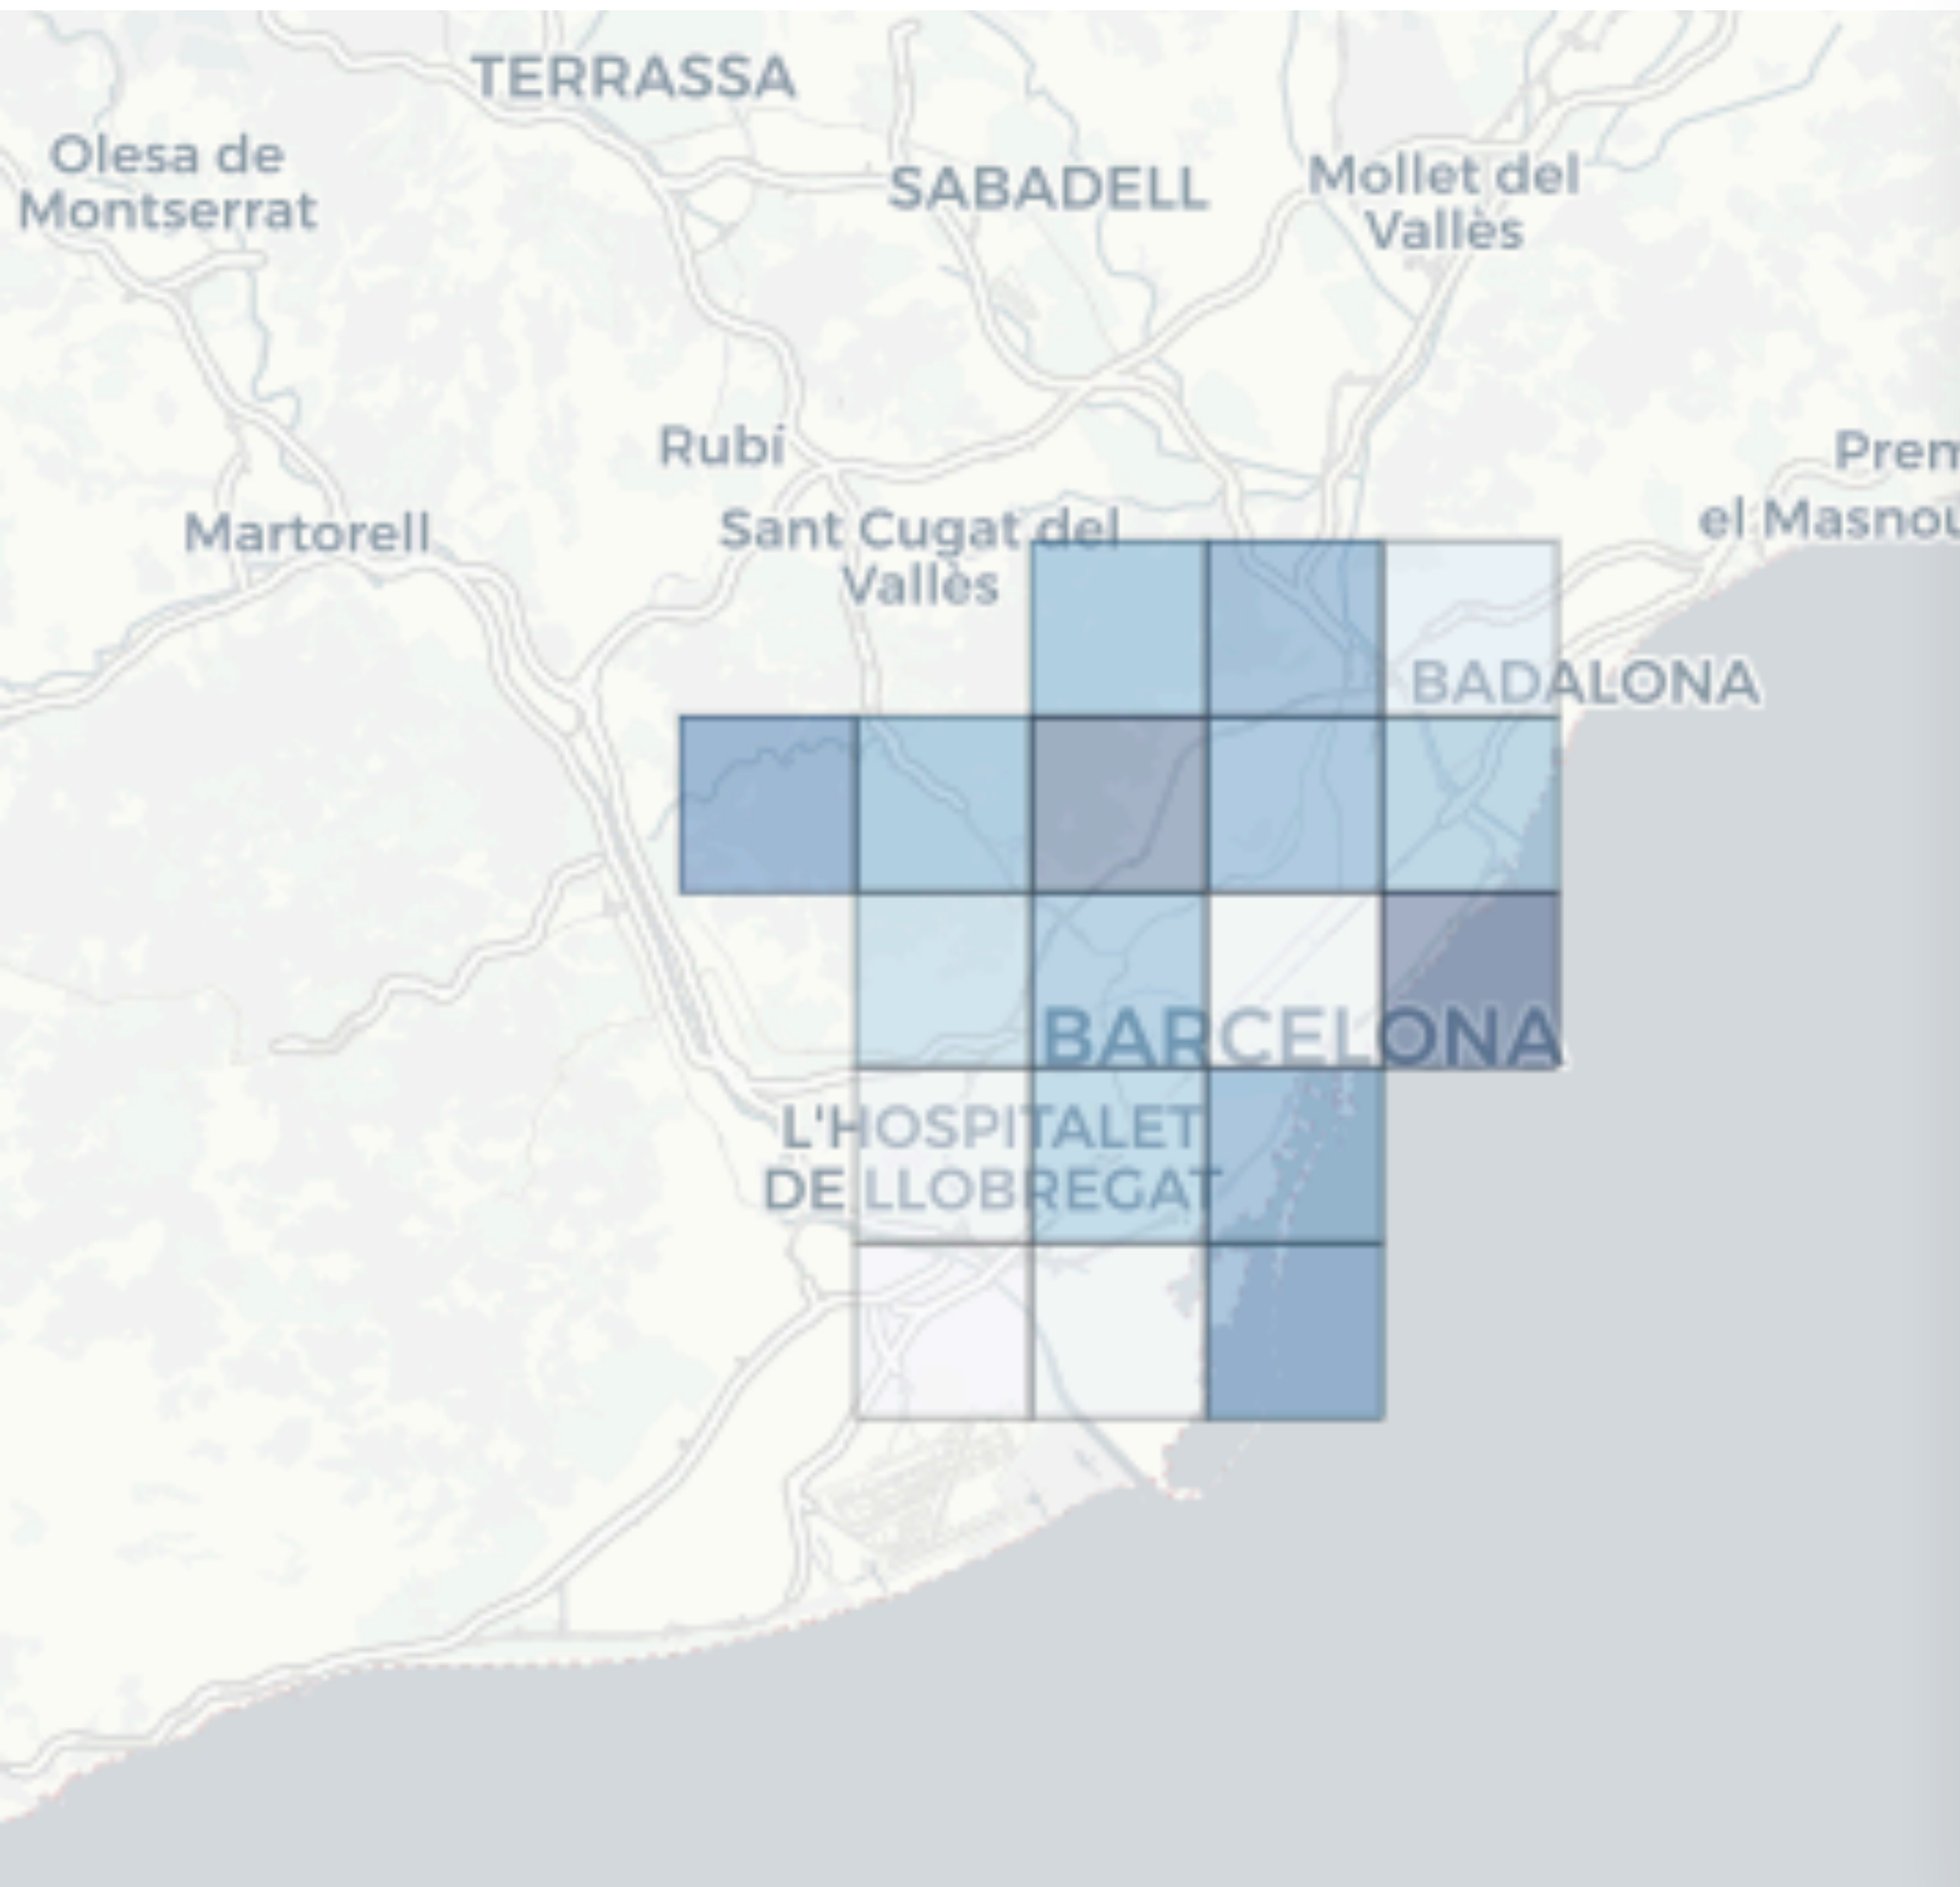 TERRASSA
Olesa de
Montserrat
SABADELL
Mollet del
Vallès
Rubí
Prem
el Masnou
Martorell
Sant Cugat del
Vallès
BADALONA
BARCELONA
L'HOSPITALET
DE LLOBREGAT